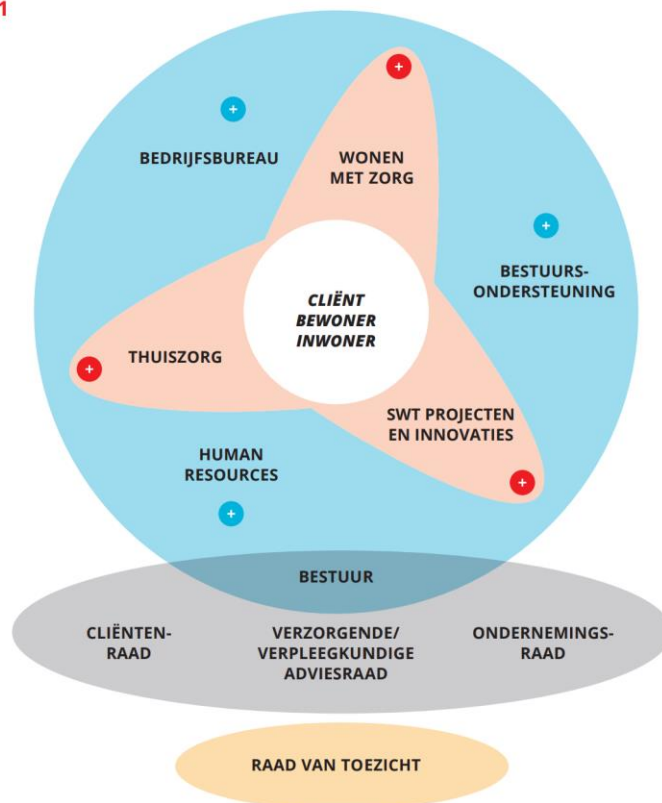 1
+
+
BEDRIJFSBUREAU
WONEN
MET ZORG
+
BESTUURS-
ONDERSTEUNING
CLIËNT
BEWONER
INWONER
THUISZORG
+
SWT PROJECTEN
EN INNOVATIES
HUMAN
RESOURCES
+
+
BESTUUR
CLIËNTEN-
RAAD
VERZORGENDE/
VERPLEEGKUNDIGE
ADVIESRAAD
ONDERNEMINGS-
RAAD
RAAD VAN TOEZICHT